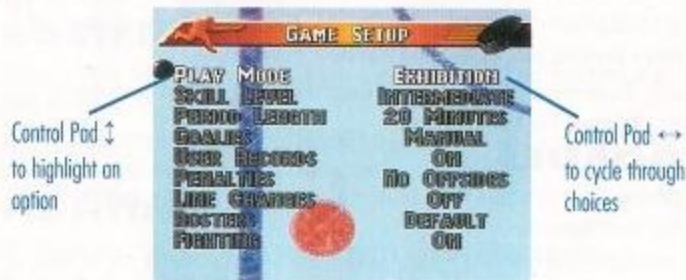 GAME SETUP
PLAY MODE EXHIBITION
SKILL LEVEL INTERMEDIATE
PERIOD LENGTH 20 MINUTES
GOALIES MANUAL
USER RECORDS ON
PENALTIES NO OFFSIDES
LINE CHANGES OFF
ROSTERS DEFAULT
FIGHTING ON
Control Pad ↕
to highlight an
option
Control Pad ↔
to cycle through
choices